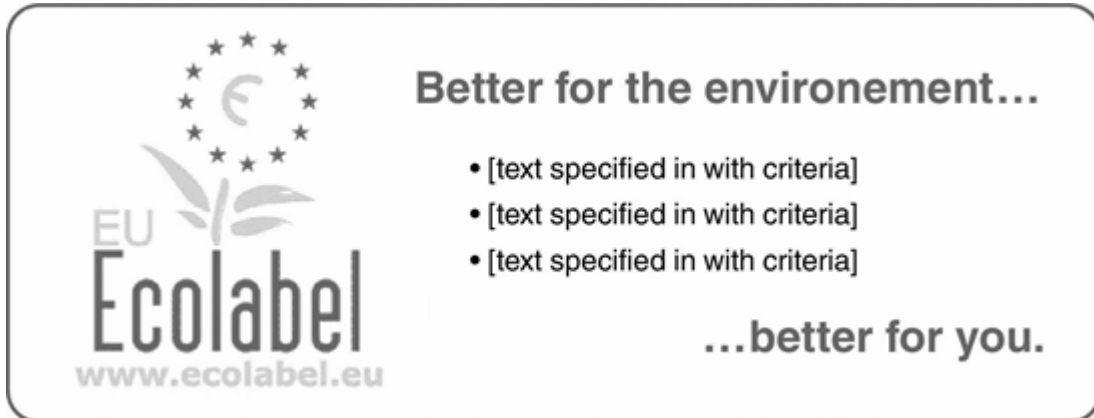 Better for the environement...
• [text specified in with criteria]
• [text specified in with criteria]
• [text specified in with criteria]
...better for you.
EU
Ecolabel
www.ecolabel.eu